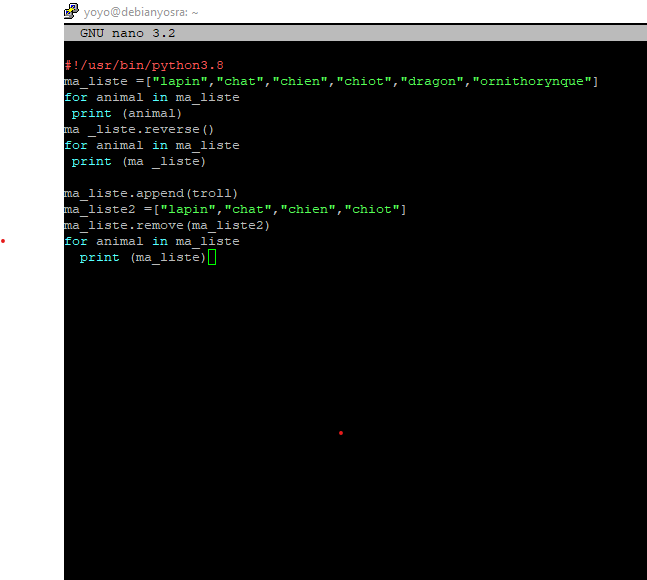 yoyo@debianyosra: ~
GNU nano 3.2
#!/usr/bin/python3.8
ma_liste =["lapin","chat","chien","chiot","dragon","ornithorynque"]
for animal in ma_liste
 print (animal)
ma _liste.reverse()
for animal in ma_liste
 print (ma _liste)
ma_liste.append(troll)
ma_liste2 =["lapin","chat","chien","chiot"]
ma_liste.remove(ma_liste2)
for animal in ma_liste
  print (ma_liste)